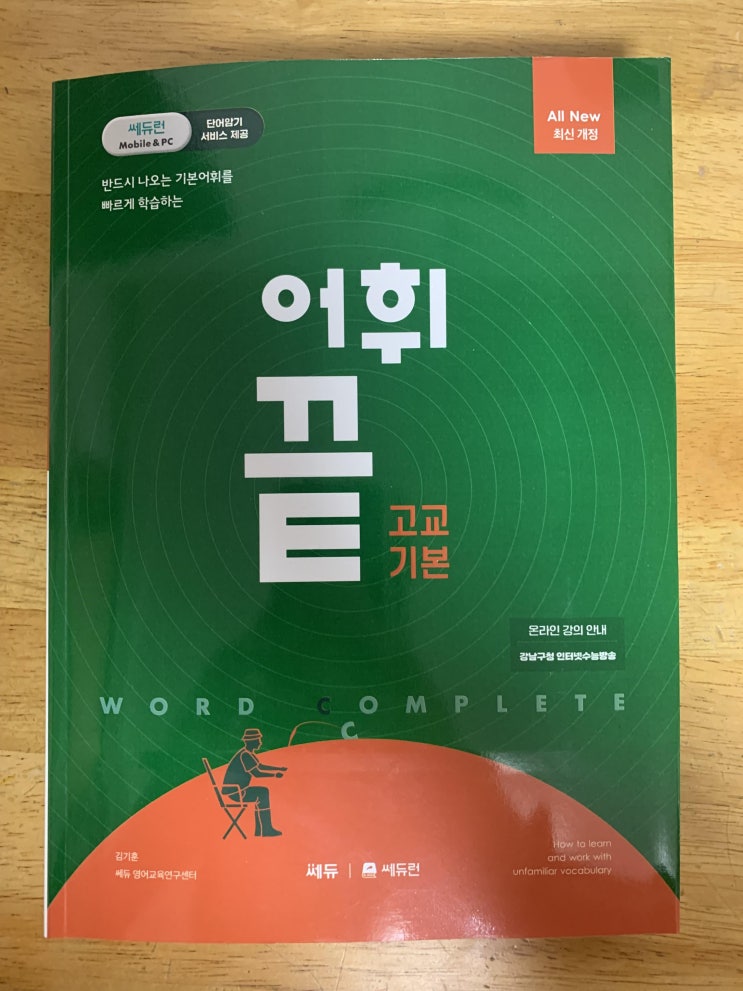 쎄듀런
Mobile & PC
단어암기
서비스 제공
All New
최신 개정
반드시 나오는 기본어휘를
빠르게 학습하는
어휘
끝
고교
기본
온라인 강의 안내
강남구청 인터넷수능방송
WORD COMPLETE
C
김기훈
쎄듀 영어교육연구센터
쎄듀 | 쎄듀런
How to learn
and work with
unfamiliar vocabulary